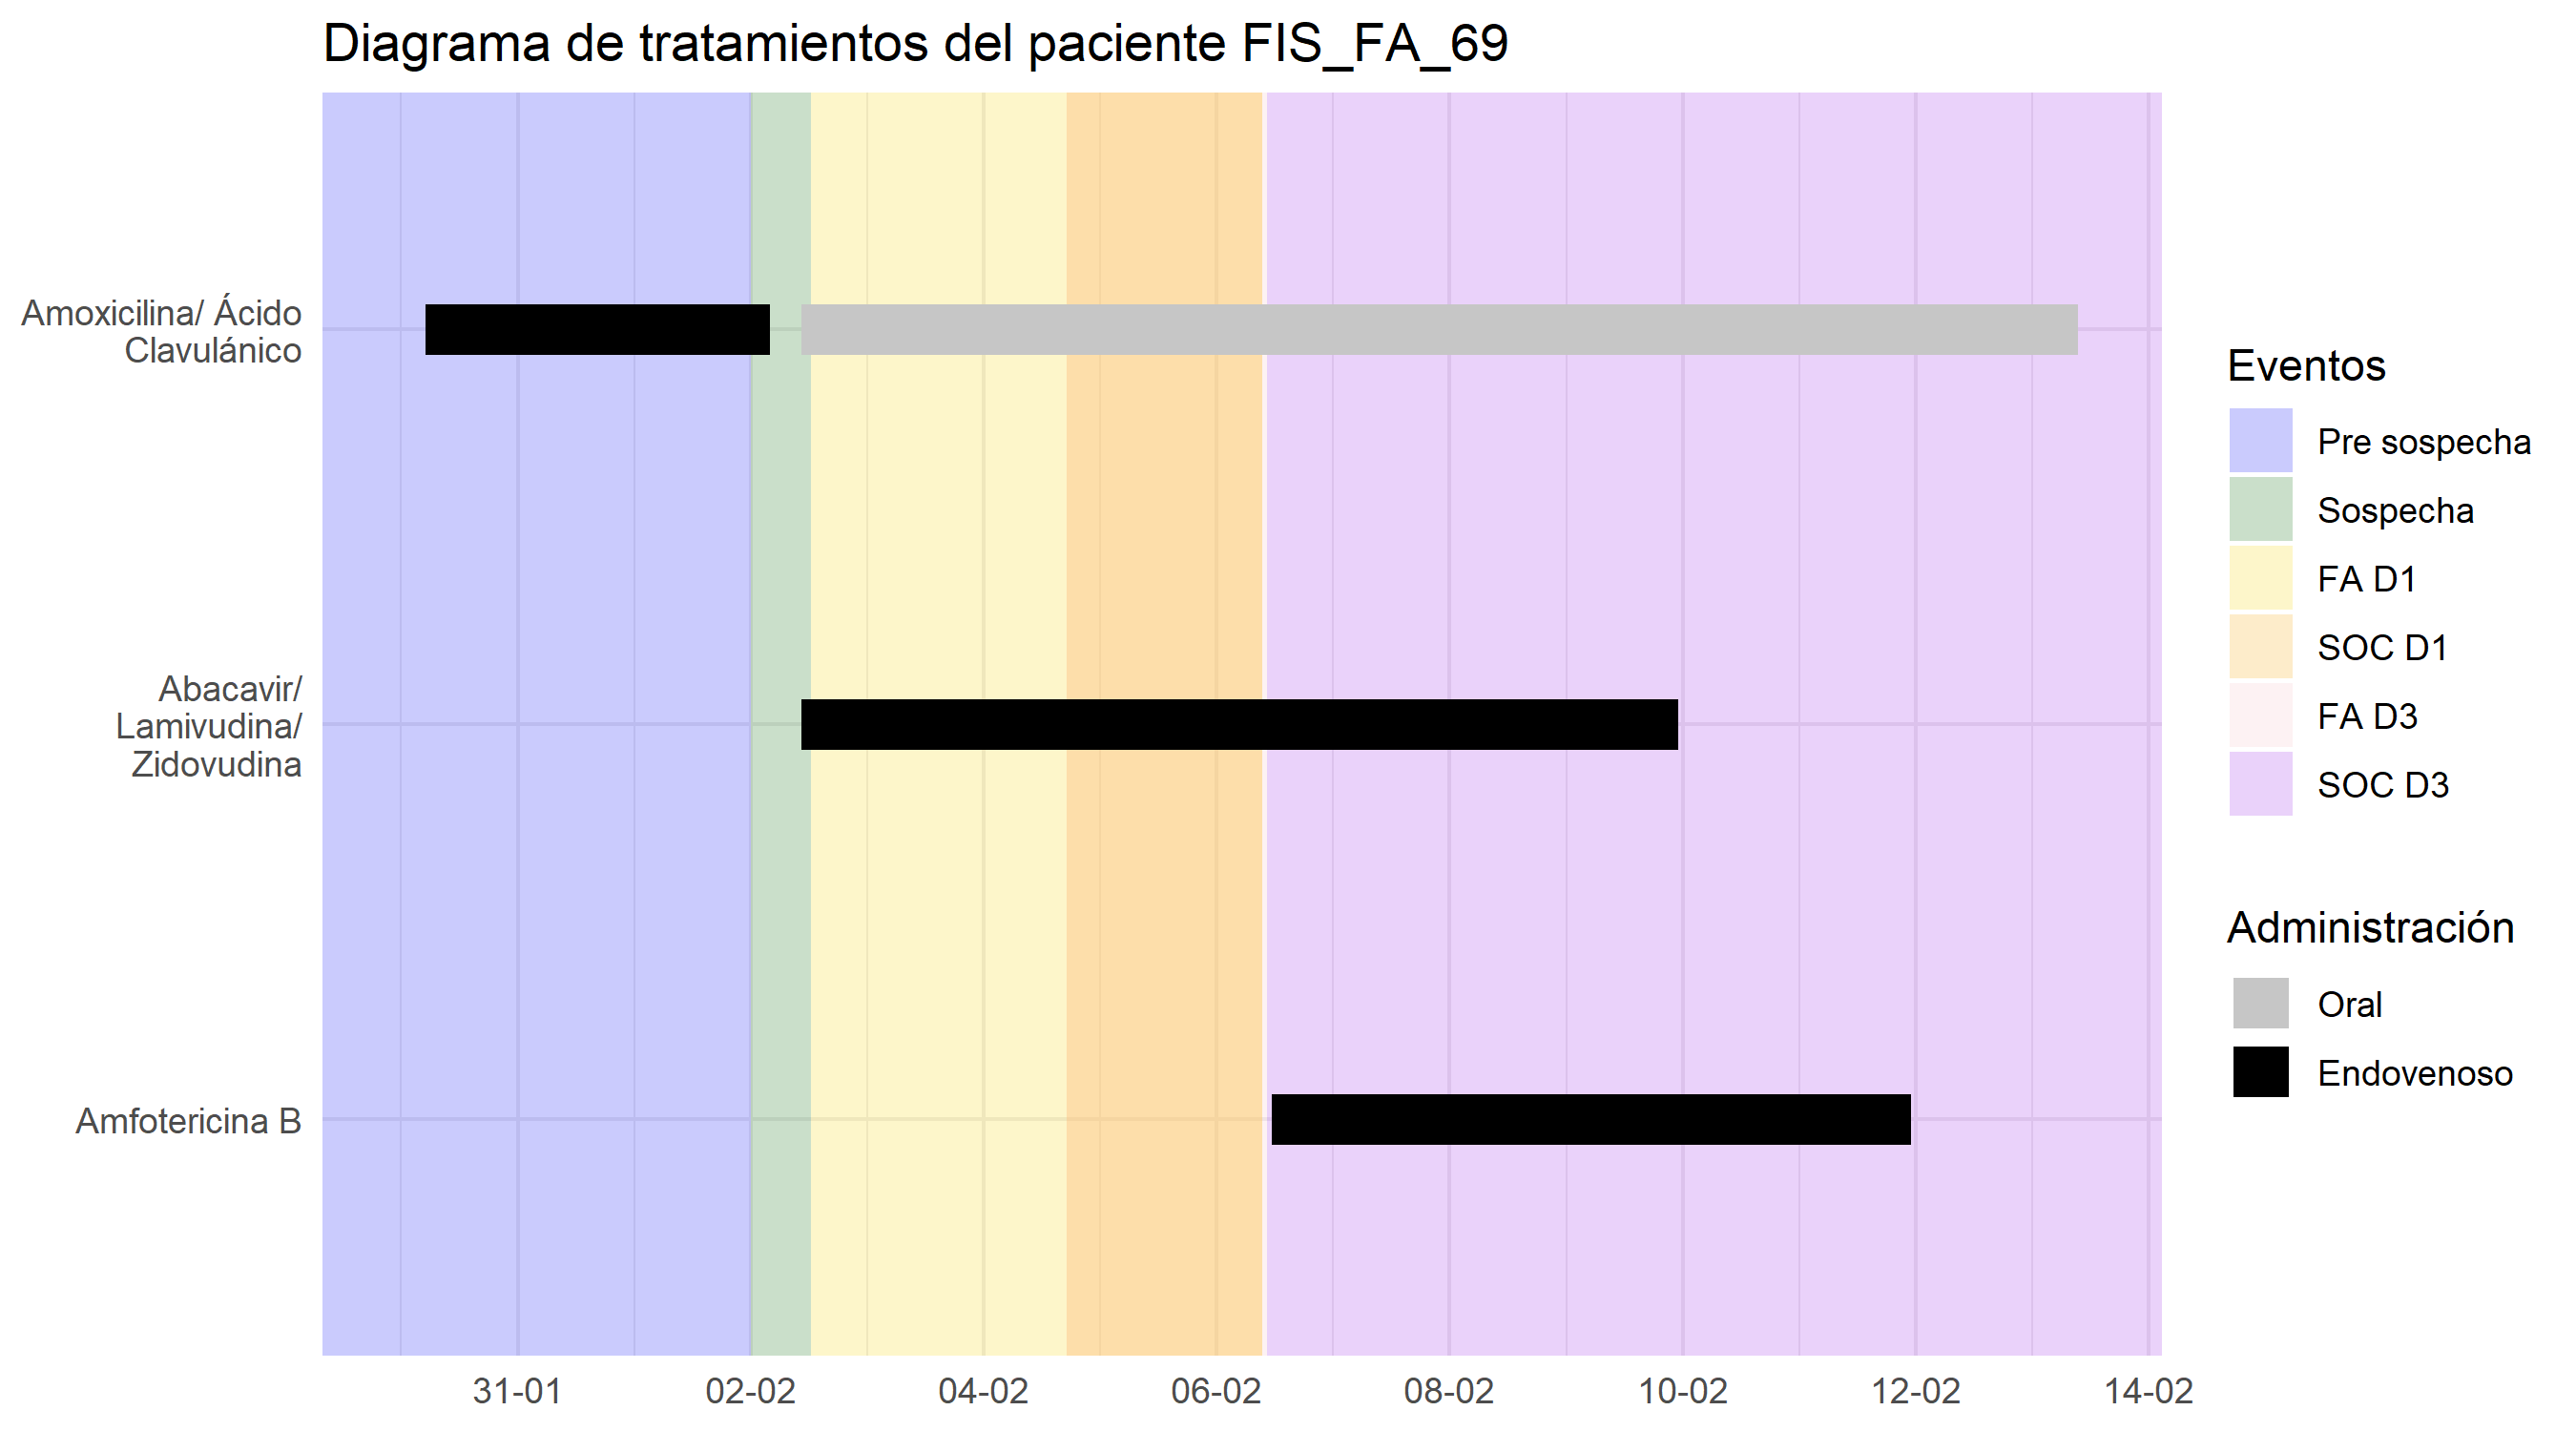 Diagrama de tratamientos del paciente FIS_FA_69
Amoxicilina/ Ácido
Clavulánico
Abacavir/
Lamivudina/
Zidovudina
Amfotericina B
31-01
02-02
04-02
06-02
08-02
10-02
12-02
14-02
Eventos
Pre sospecha
Sospecha
FA D1
SOC D1
FA D3
SOC D3
Administración
Oral
Endovenoso